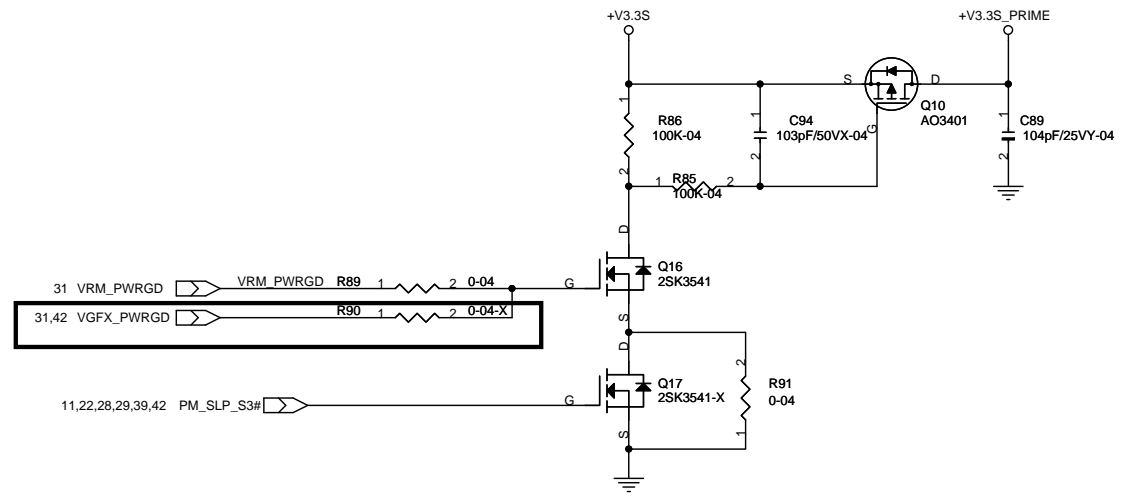 +V3.3S
+V3.3S_PRIME
S
D
Q10
AO3401
G
1
R86
100K-04
2
1
C94
103pF/50VX-04
2
1
C89
104pF/25VY-04
2
1
R85
2
100K-04
D
Q16
2SK3541
G
S
31 VRM_PWRGD
VRM_PWRGD
R89
1
2
0-04
31,42 VGFX_PWRGD
R90
1
2
0-04-X
D
Q17
2SK3541-X
G
S
2
R91
0-04
1
11,22,28,29,39,42 PM_SLP_S3#